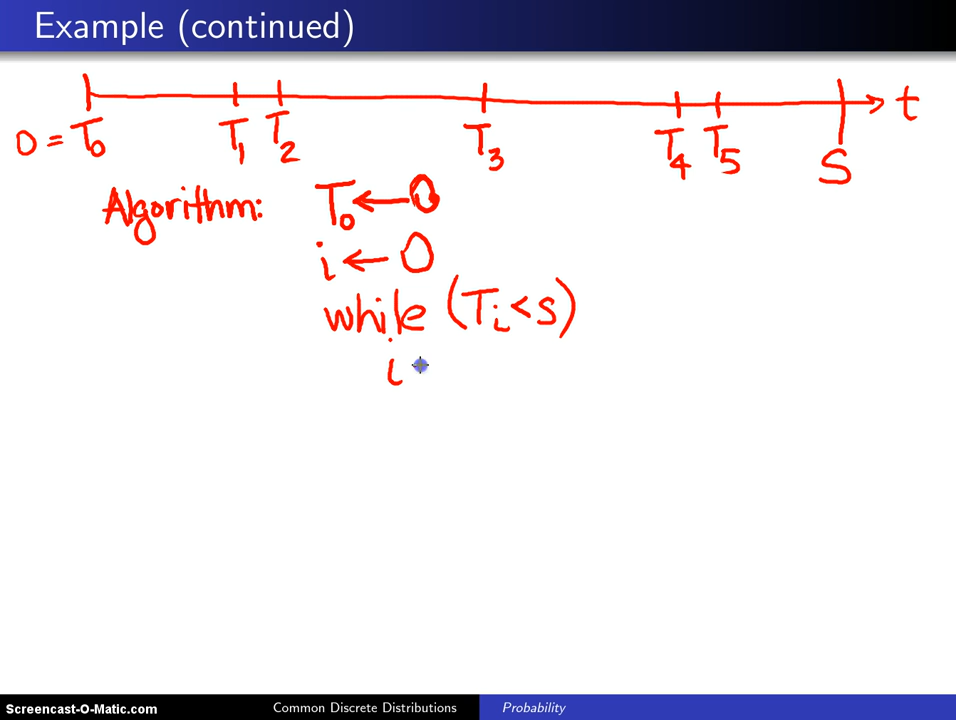 Example (continued)
t
0 = T0 T1 T2 T3 T4 T5 S
Algorithm: T0 ← 0
i ← 0
while (Ti < S)
i
Screencast-O-Matic.com Common Discrete Distributions Probability